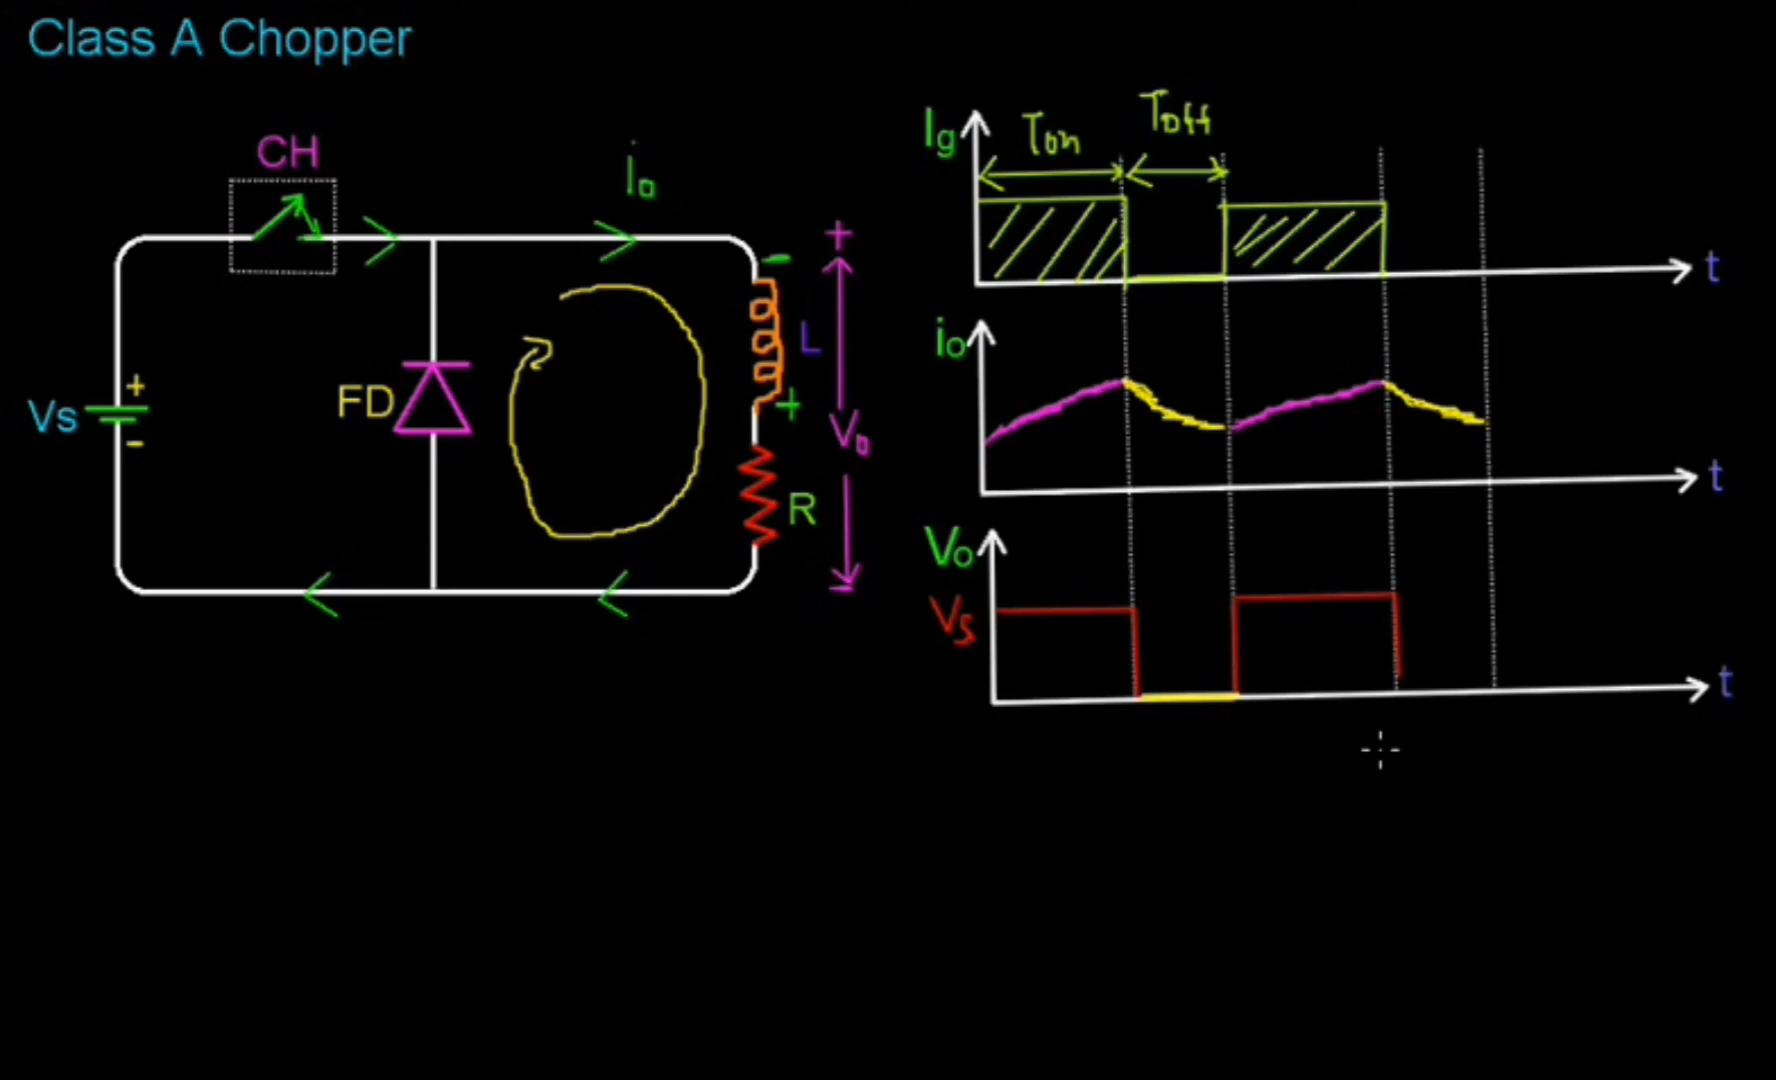 Class A Chopper
CH
io
+
-
L
+
Vs
+
-
FD
Vo
R
-
Ig
Ton
Toff
t
io
t
Vo
Vs
t